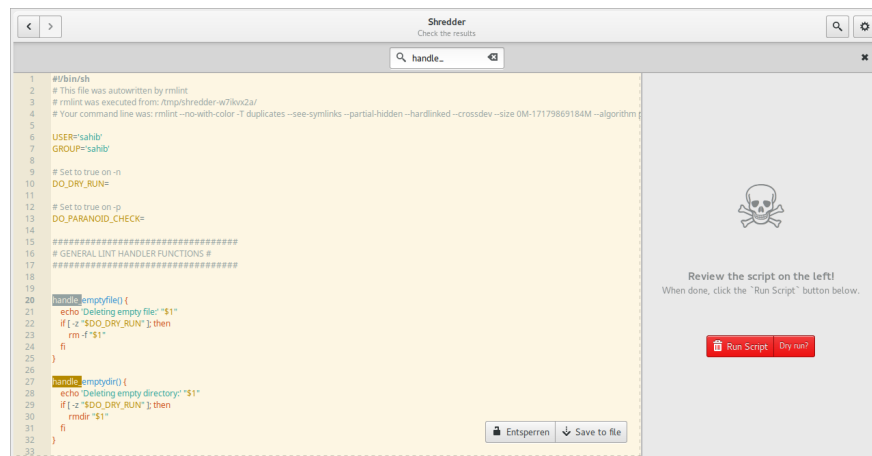 Shredder
Check the results
handle_
1 #!/bin/sh
2 # This file was autowritten by rmlint
3 # rmlint was executed from: /tmp/shredder-w7ikvx2a/
4 # Your command line was: rmlint --no-with-color -T duplicates --see-symlinks --partial-hidden --hardlinked --crossdev --size 0M-17179869184M --algorithm p
5
6 USER='sahib'
7 GROUP='sahib'
8
9 # Set to true on -n
10 DO_DRY_RUN=
11
12 # Set to true on -p
13 DO_PARANOID_CHECK=
14
15 ##################################
16 # GENERAL LINT HANDLER FUNCTIONS #
17 ##################################
18
19
20 handle_emptyfile() {
21 echo 'Deleting empty file:' "$1"
22 if [ -z "$DO_DRY_RUN" ]; then
23 rm -f "$1"
24 fi
25 }
26
27 handle_emptydir() {
28 echo 'Deleting empty directory:' "$1"
29 if [ -z "$DO_DRY_RUN" ]; then
30 rmdir "$1"
31 fi
32 }
33
Entsperren Save to file
Review the script on the left!
When done, click the `Run Script` button below.
Run Script Dry run?